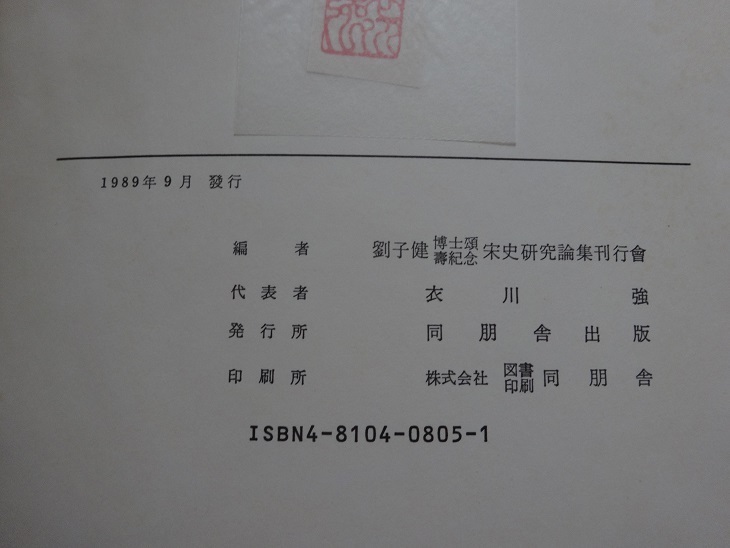 1989年9月 發行
編者 劉子健博士頌壽紀念宋史研究論集刊行會
代表者 衣川強
発行所 同朋舎出版
印刷所 株式会社図書印刷同朋舎
ISBN4-8104-0805-1